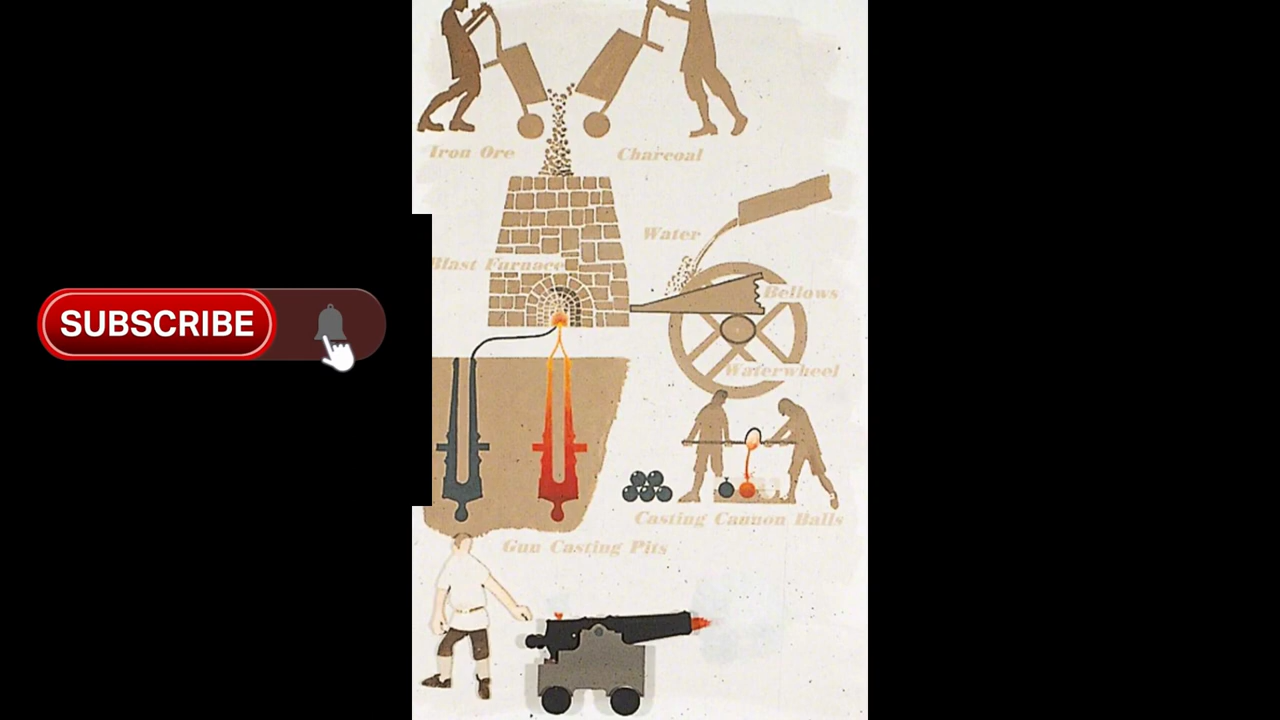 Iron Ore
Charcoal
Water
Blast Furnace
Bellows
SUBSCRIBE
Waterwheel
Casting Cannon Balls
Gun Casting Pits